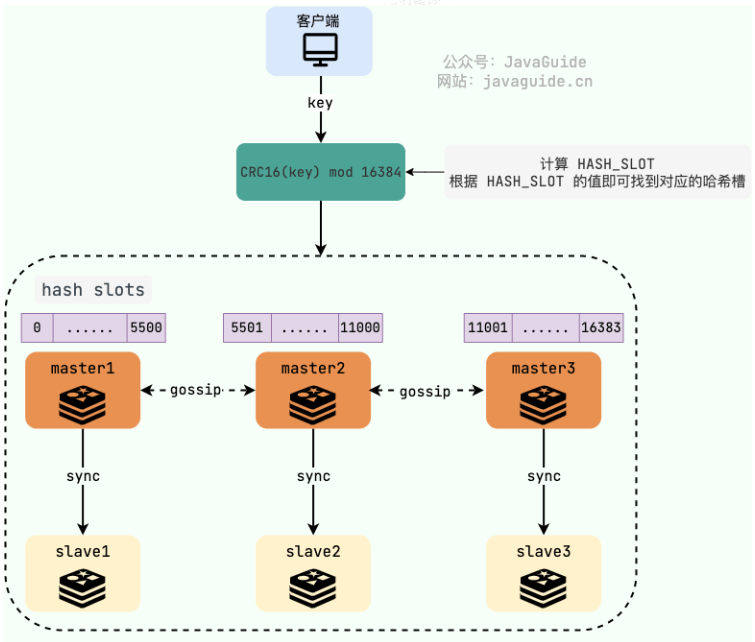 客户端
公众号：JavaGuide
网站：javaguide.cn
key
CRC16(key) mod 16384
计算 HASH_SLOT
根据 HASH_SLOT 的值即可找到对应的哈希槽
hash slots
0 ...... 5500
5501 ...... 11000
11001 ...... 16383
master1
master2
master3
gossip
gossip
sync
sync
sync
slave1
slave2
slave3